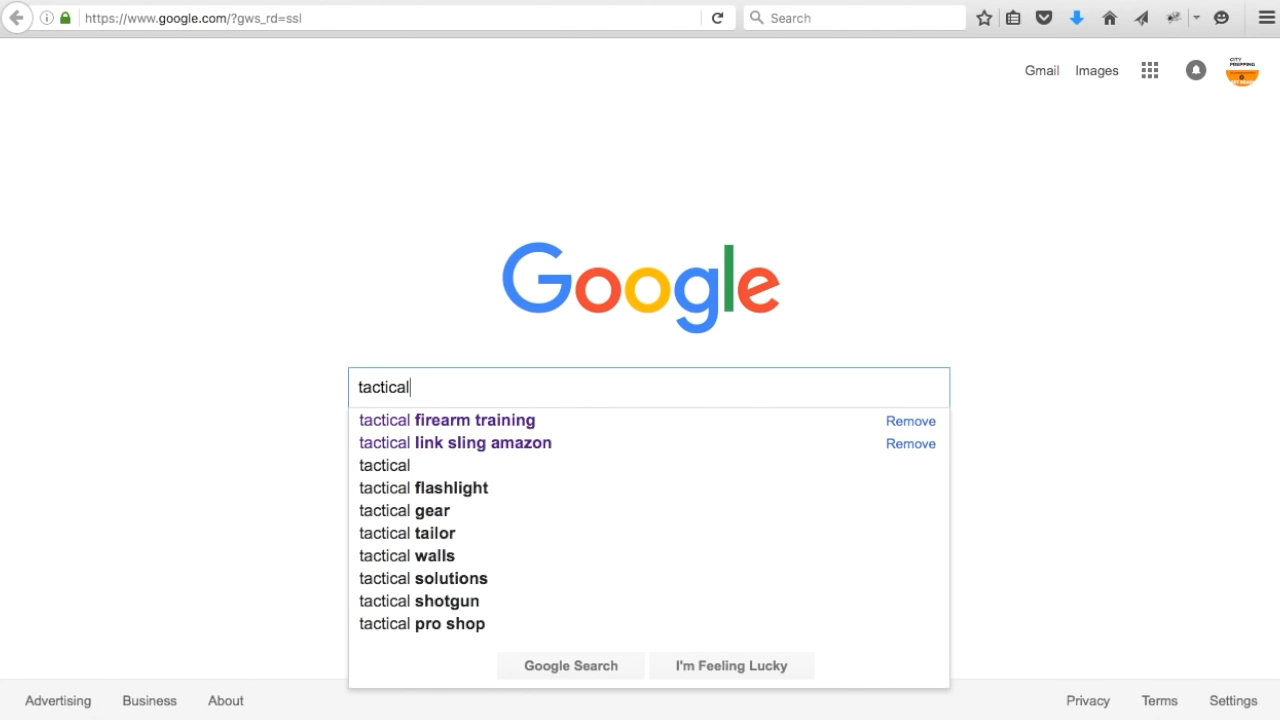 https://www.google.com/?gws_rd=ssl
Search
Gmail Images
CITY
PREPPING
Google
tactical
tactical firearm training Remove
tactical link sling amazon Remove
tactical
tactical flashlight
tactical gear
tactical tailor
tactical walls
tactical solutions
tactical shotgun
tactical pro shop
Google Search I'm Feeling Lucky
Advertising Business About Privacy Terms Settings